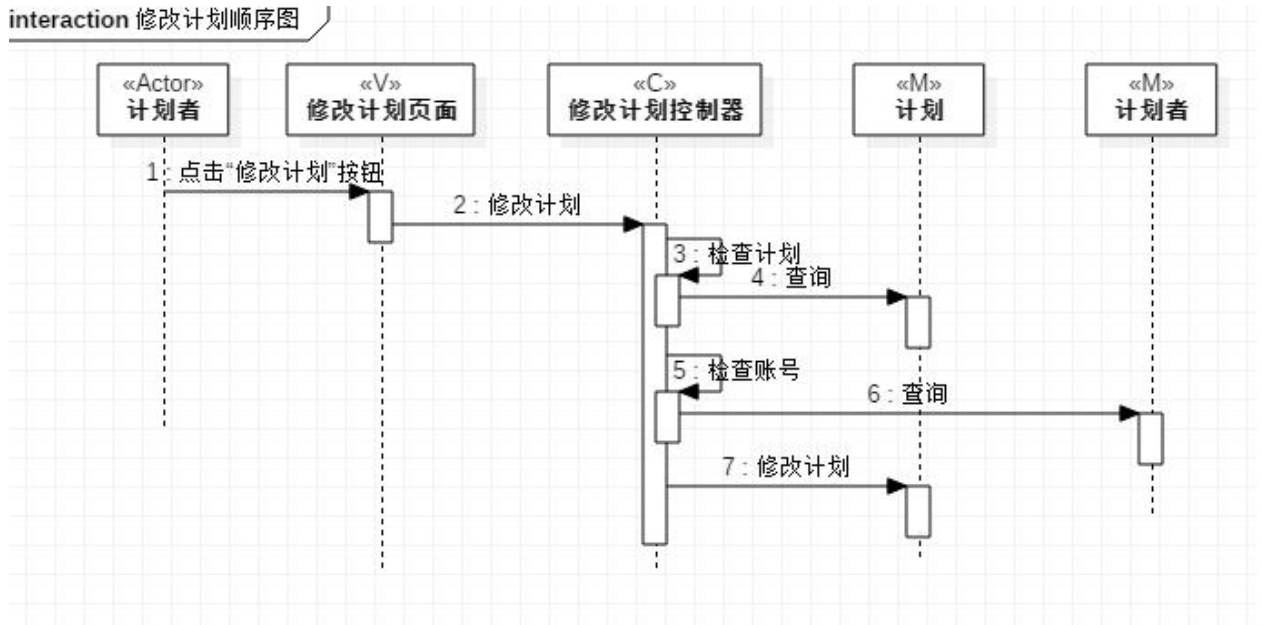 interaction 修改计划顺序图
«Actor»
计划者
«V»
修改计划页面
«C»
修改计划控制器
«M»
计划
«M»
计划者
1 : 点击“修改计划”按钮
2 : 修改计划
3 : 检查计划
4 : 查询
5 : 检查账号
6 : 查询
7 : 修改计划